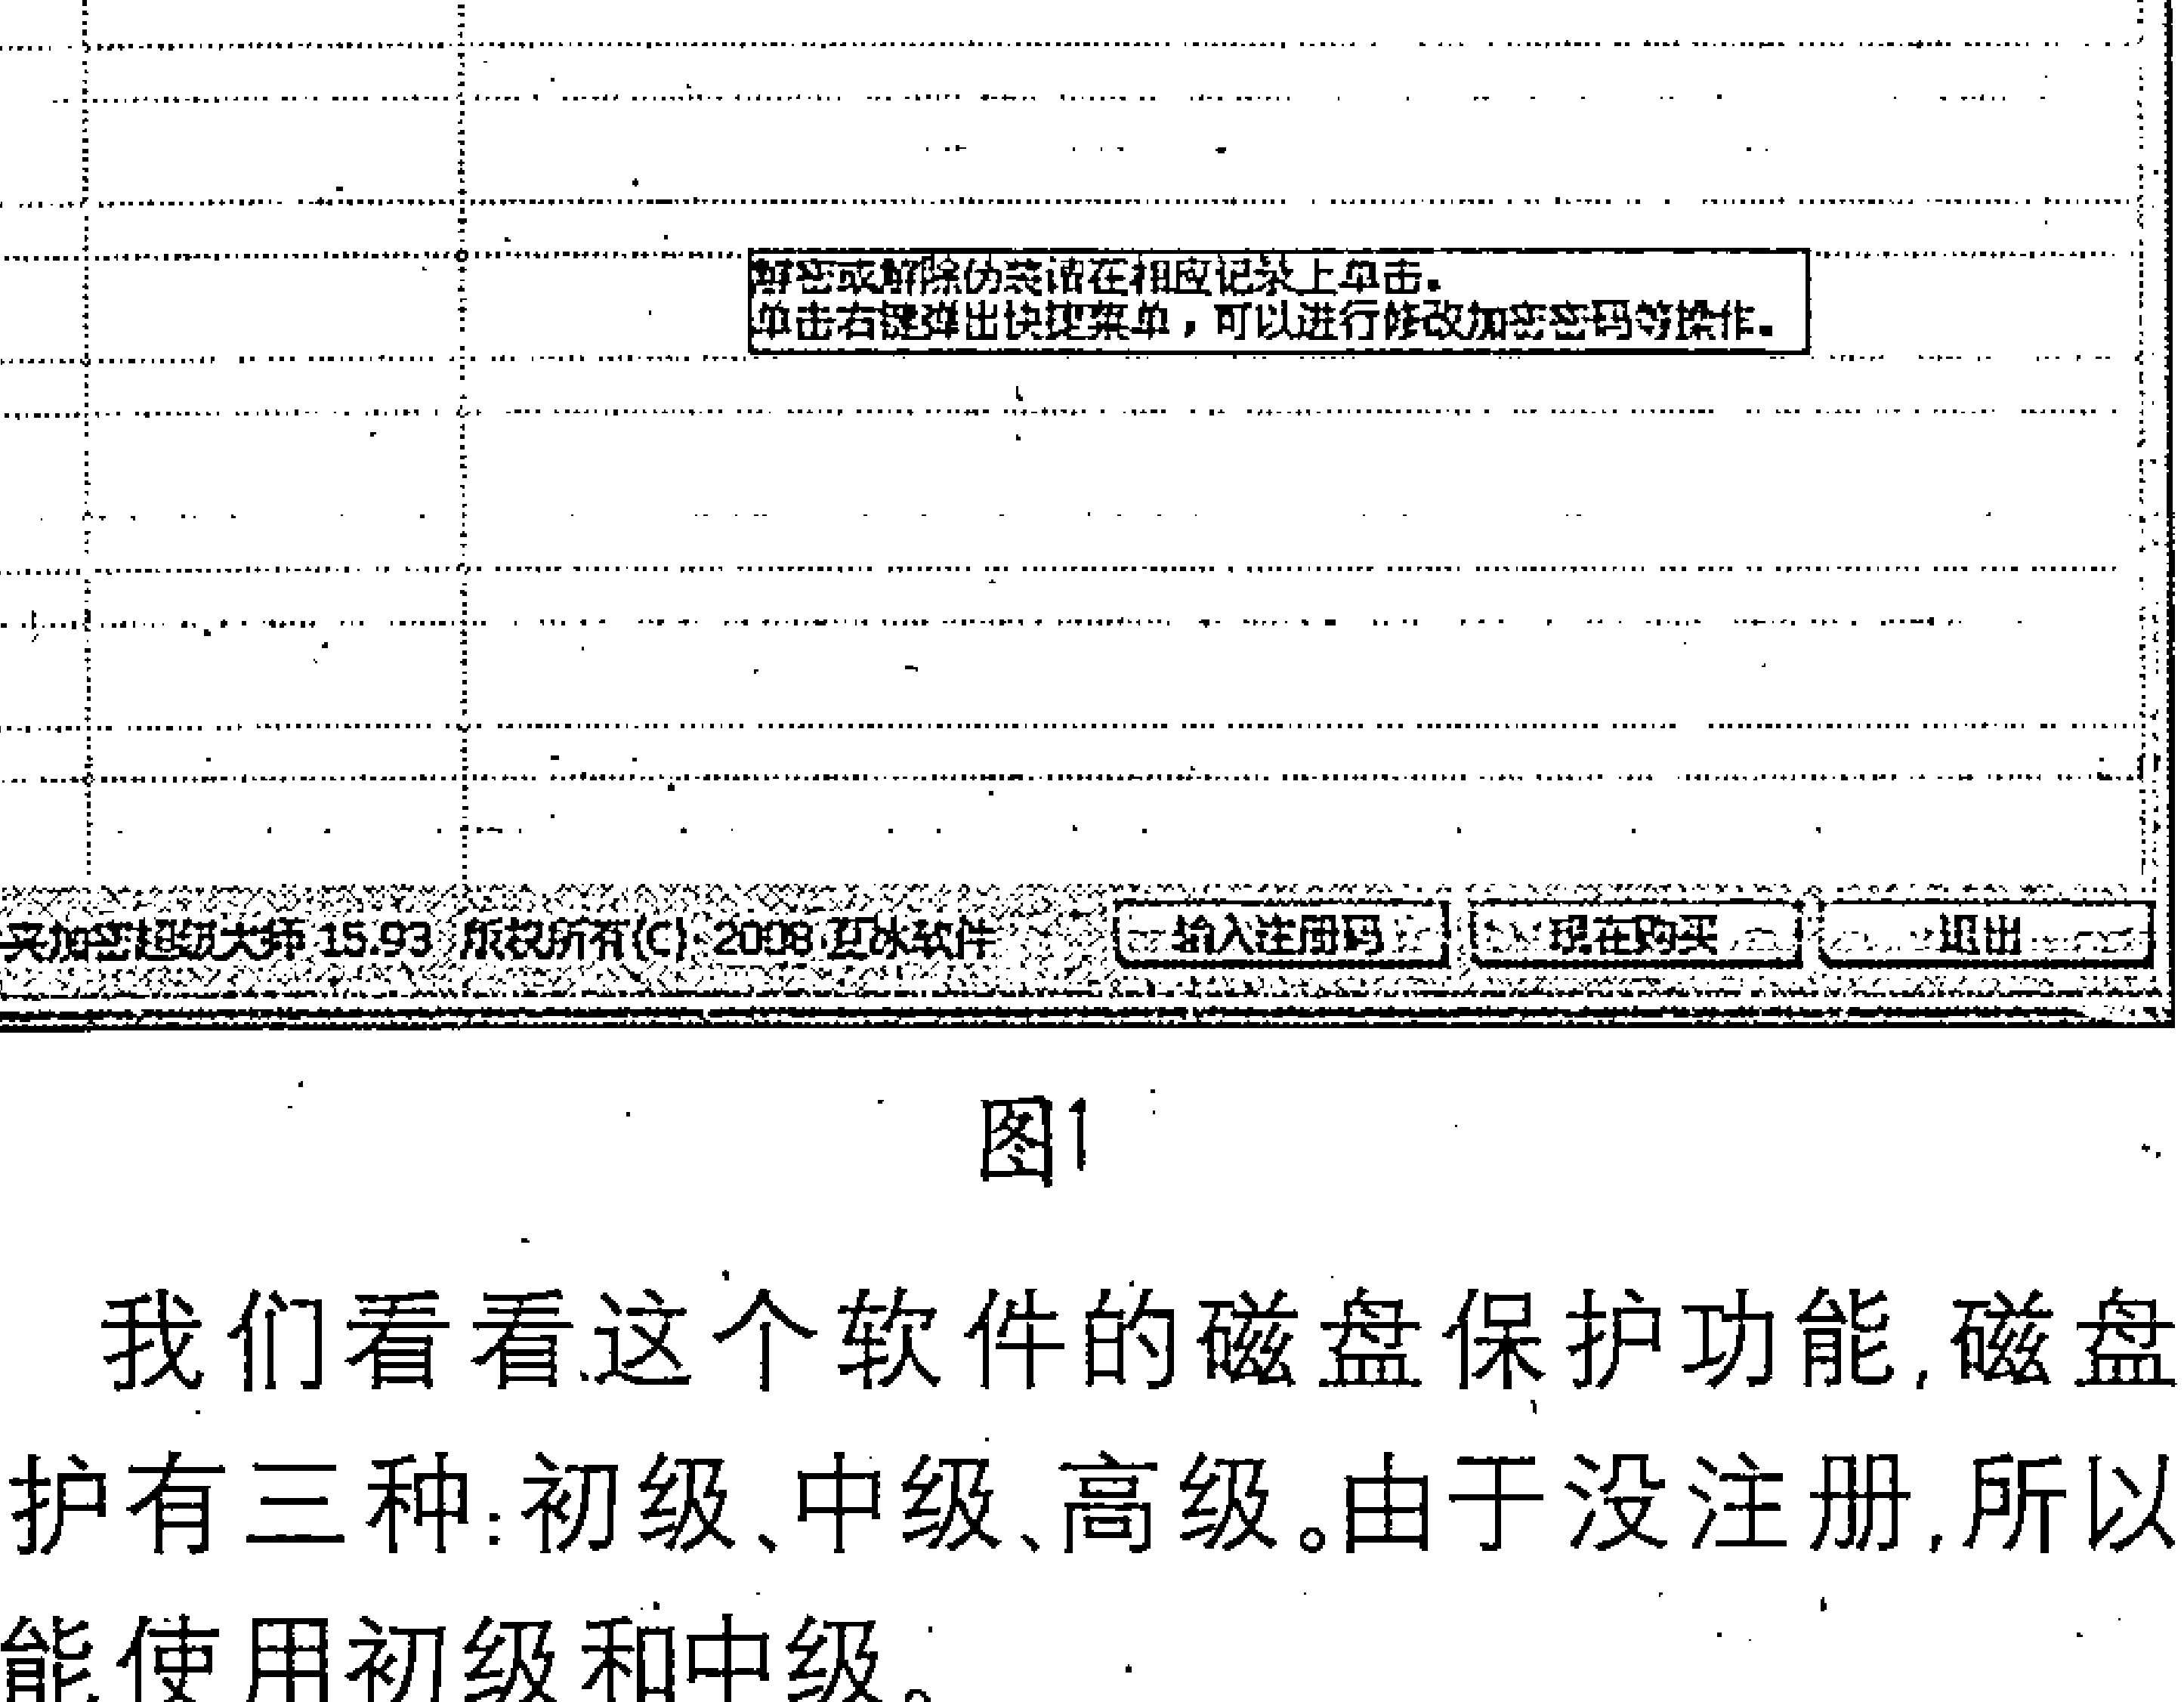 解密或解除伪装请在相应记录上单击。
单击右键弹出快捷菜单，可以进行修改加密密码等操作。
夹加密超级大师 15.93 版权所有(C) 2008 互冰软件 输入注册码 现在购买 退出
图1
我们看看这个软件的磁盘保护功能,磁盘
护有三种:初级、中级、高级。由于没注册,所以
能使用初级和中级。